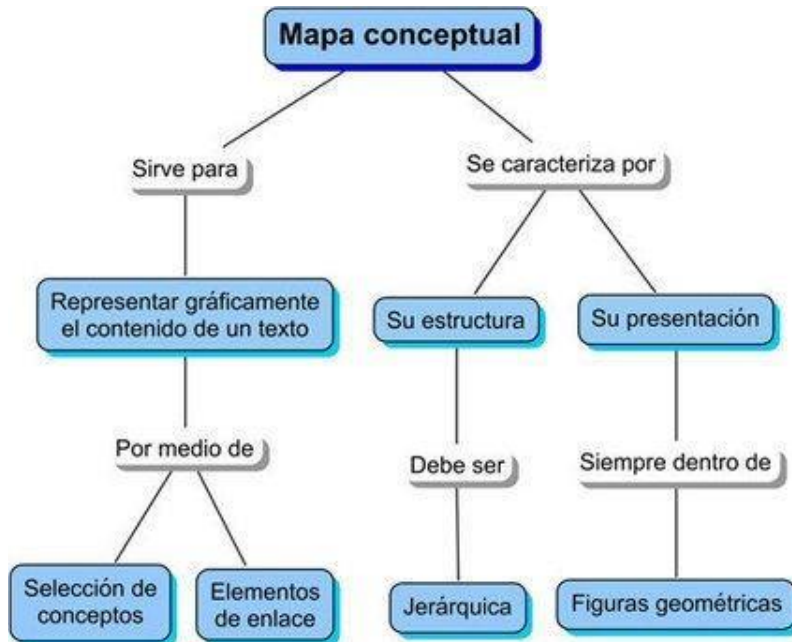 Mapa conceptual
Sirve para
Se caracteriza por
Representar gráficamente
el contenido de un texto
Su estructura
Su presentación
Por medio de
Debe ser
Siempre dentro de
Selección de
conceptos
Elementos
de enlace
Jerárquica
Figuras geométricas